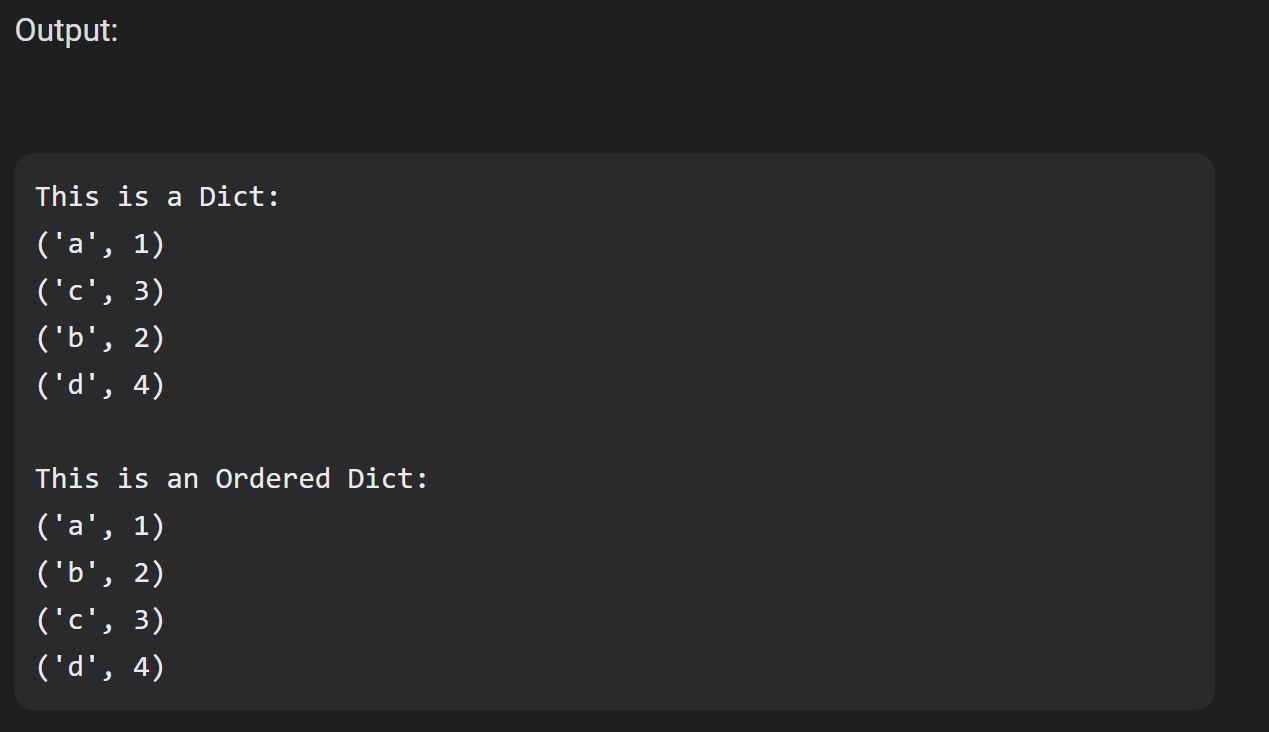 Output:
This is a Dict:
('a', 1)
('c', 3)
('b', 2)
('d', 4)
This is an Ordered Dict:
('a', 1)
('b', 2)
('c', 3)
('d', 4)